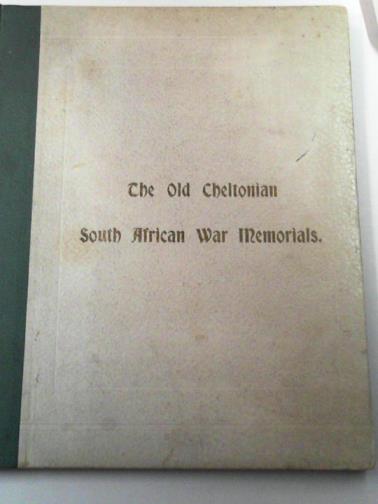 The Old Cheltonian
South African War Memorials.